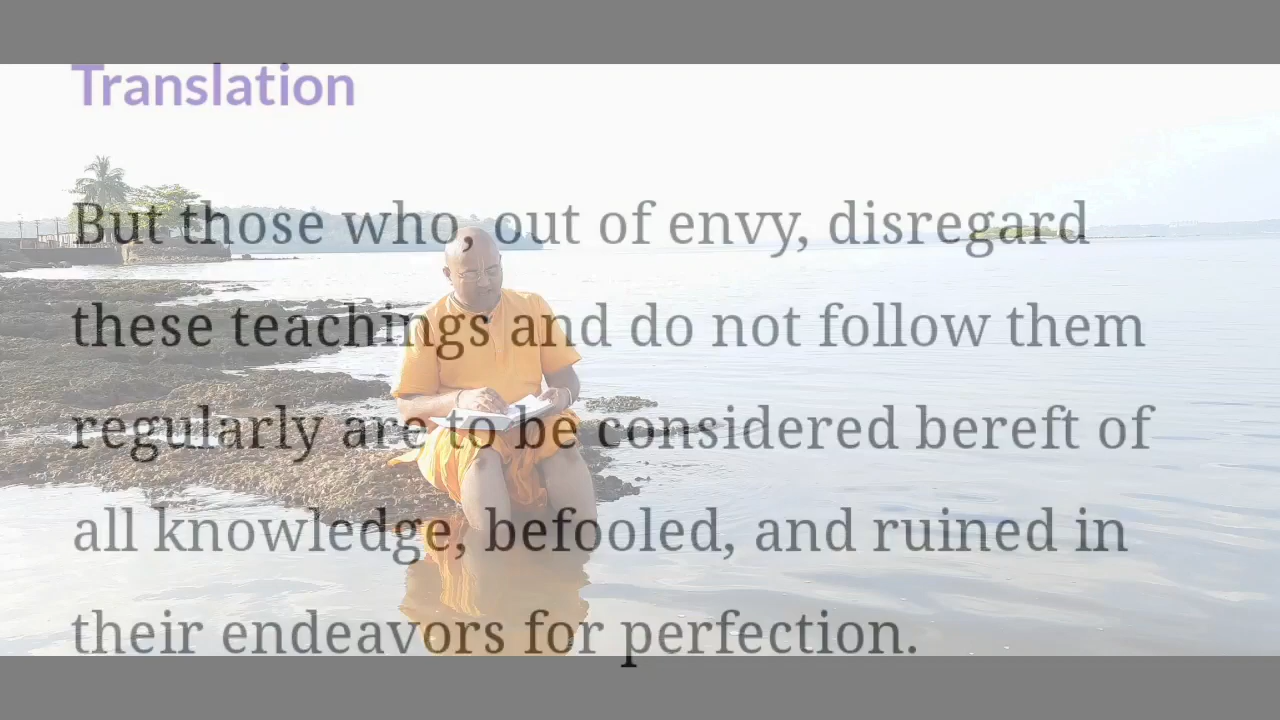 Translation
But those who, out of envy, disregard
these teachings and do not follow them
regularly are to be considered bereft of
all knowledge, befooled, and ruined in
their endeavors for perfection.